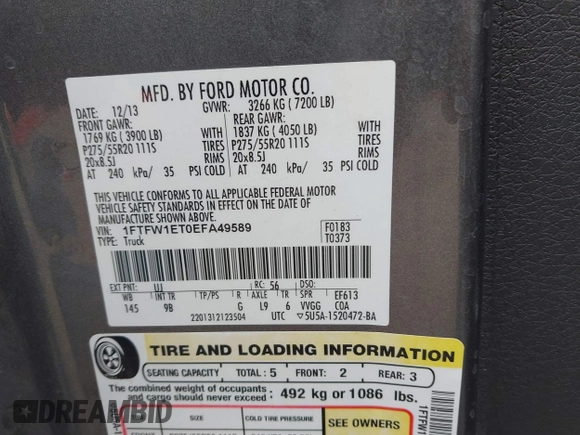 MFD. BY FORD MOTOR CO.
DATE: 12/13 GVWR: 3266 KG ( 7200 LB)
FRONT GAWR: REAR GAWR:
1769 KG ( 3900 LB) WITH 1837 KG ( 4050 LB) WITH
P275/55R20 111S TIRES P275/55R20 111S TIRES
20x8.5J RIMS 20x8.5J RIMS
AT 240 kPa/ 35 PSI COLD AT 240 kPa/ 35 PSI COLD
THIS VEHICLE CONFORMS TO ALL APPLICABLE FEDERAL MOTOR
VEHICLE SAFETY STANDARDS IN EFFECT ON THE DATE OF
MANUFACTURE SHOWN ABOVE.
VIN: 1FTFW1ET0EFA49589 F0183
TYPE: Truck T0373
EXT PNT: UJ RC: 56 DSO:
WB INT TR TP/PS R AXLE TR SPR EF613
145 9B G L9 6 VVGG COA
2201312123504 UTC ▽5U5A-1520472-BA
TIRE AND LOADING INFORMATION
SEATING CAPACITY TOTAL : 5 FRONT: 2 REAR: 3
The combined weight of occupants
and cargo should never exceed : 492 kg or 1086 lbs.
SIZE COLD TIRE PRESSURE SEE OWNERS
1FTFW
DREAMBID